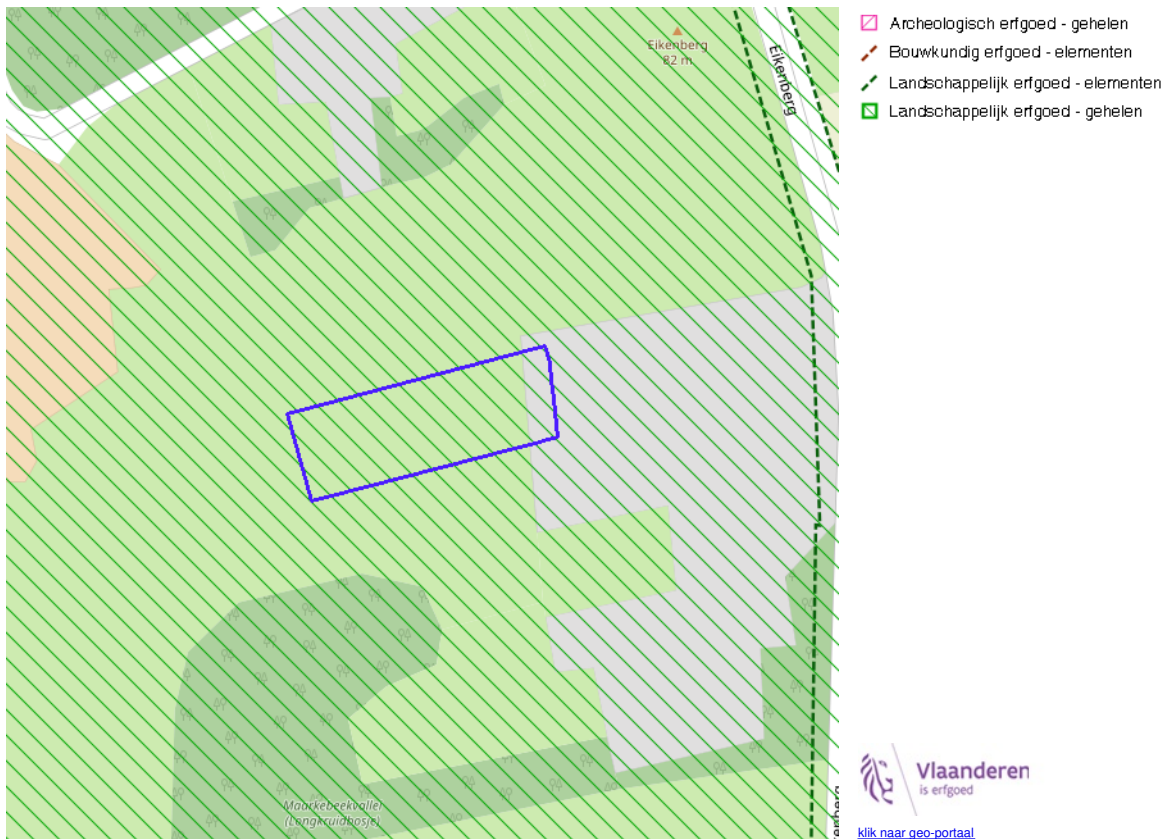 Eikenberg
82 m
Eikenberg
Maarkebeekvallei
(Longkruidbosje)
Archeologisch erfgoed - gehelen
Bouwkundig erfgoed - elementen
Landschappelijk erfgoed - elementen
Landschappelijk erfgoed - gehelen
Vlaanderen
is erfgoed
klik naar geo-portaal